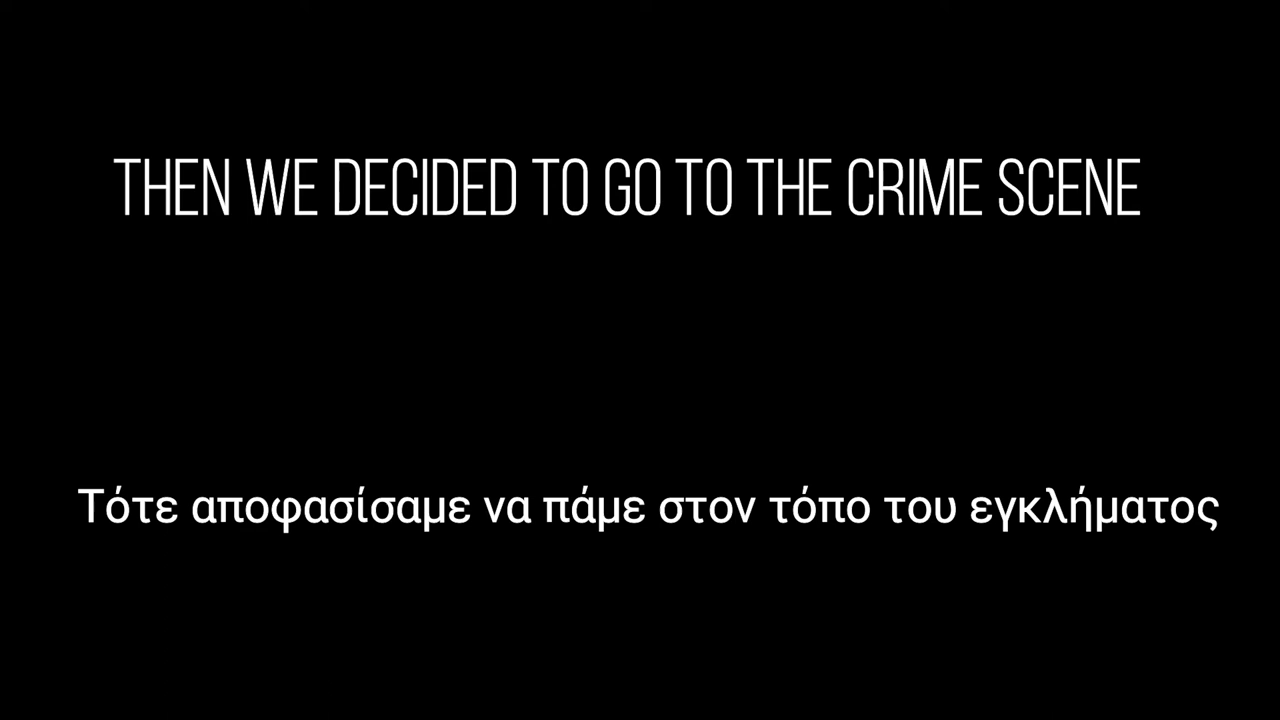 THEN WE DECIDED TO GO TO THE CRIME SCENE
Τότε αποφασίσαμε να πάμε στον τόπο του εγκλήματος